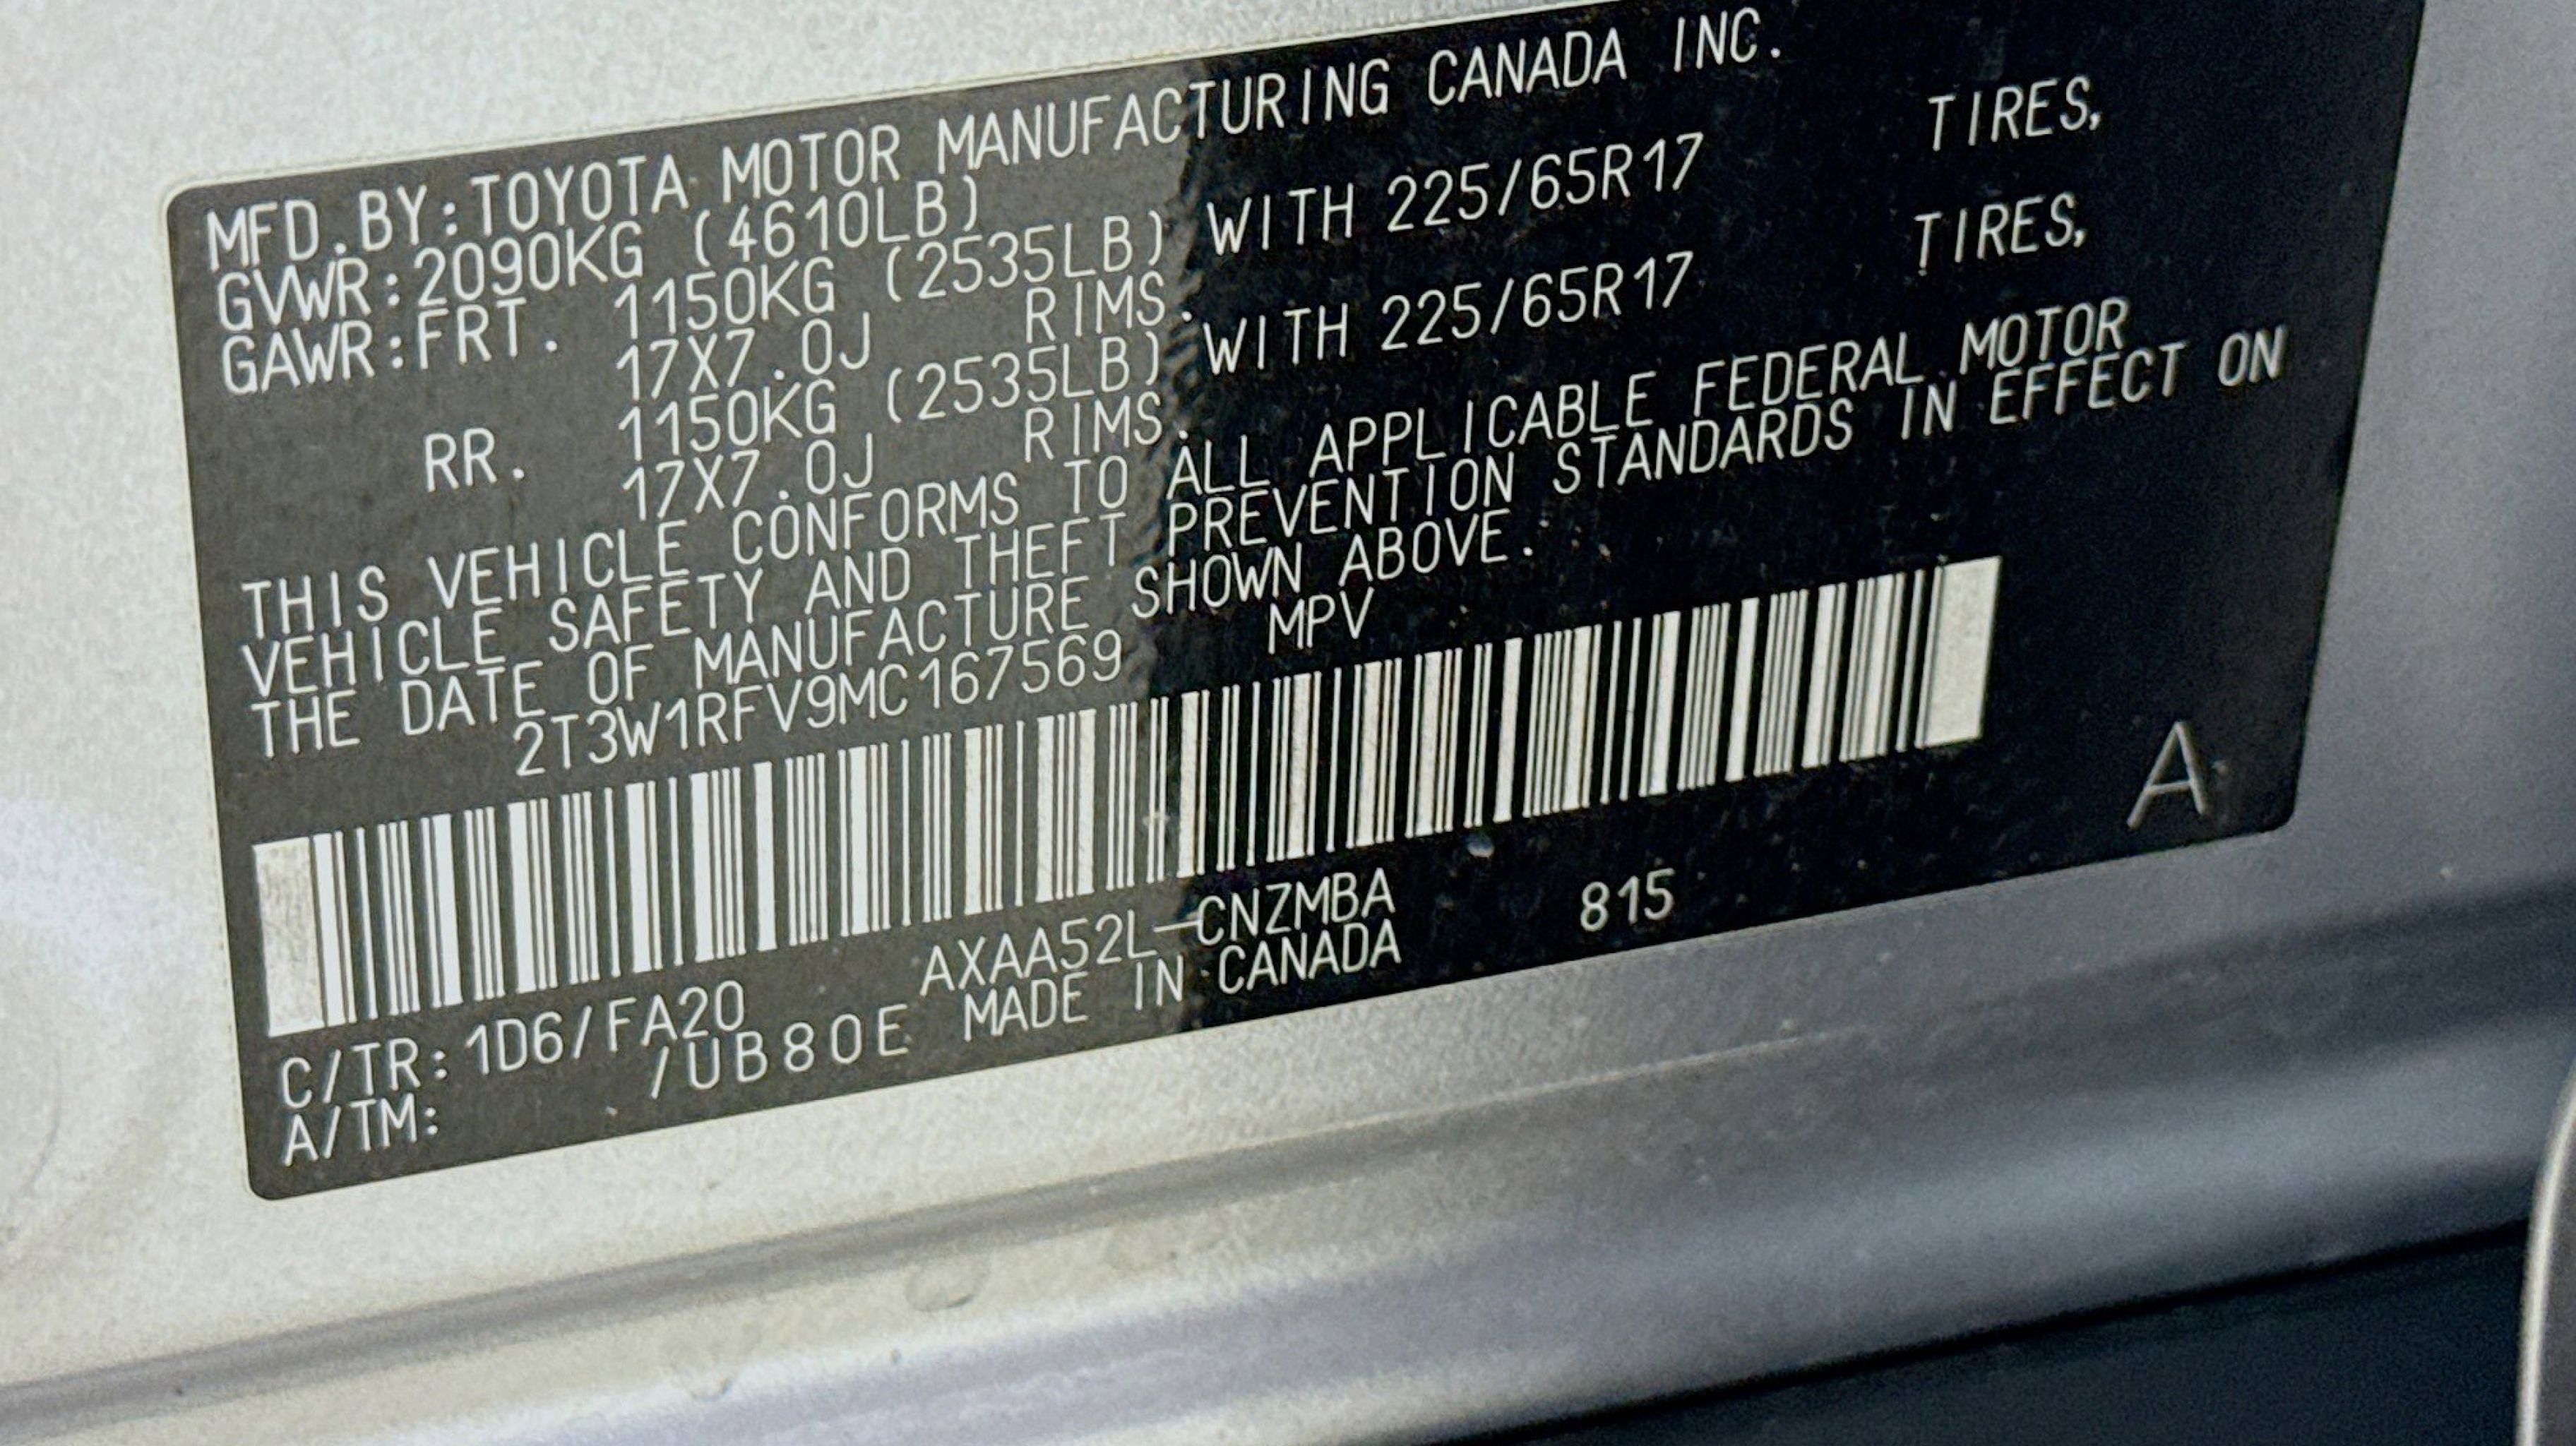 MFD.BY:TOYOTA MOTOR MANUFACTURING CANADA INC.
GVWR:2090KG (4610LB)
GAWR:FRT. 1150KG (2535LB) WITH 225/65R17 TIRES,
17X7.0J RIMS.
RR. 1150KG (2535LB) WITH 225/65R17 TIRES,
17X7.0J RIMS.
THIS VEHICLE CONFORMS TO ALL APPLICABLE FEDERAL MOTOR
VEHICLE SAFETY AND THEFT PREVENTION STANDARDS IN EFFECT ON
THE DATE OF MANUFACTURE SHOWN ABOVE.
2T3W1RFV9MC167569 MPV
C/TR:1D6/FA20 AXAA52L-CNZMBA 815
A/TM: /UB80E MADE IN CANADA
A